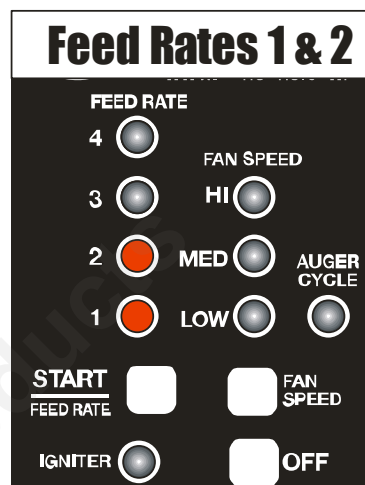 Feed Rates 1 & 2
FEED RATE
4
FAN SPEED
3 HI
2 MED AUGER
CYCLE
1 LOW
START
FEED RATE
FAN
SPEED
IGNITER
OFF